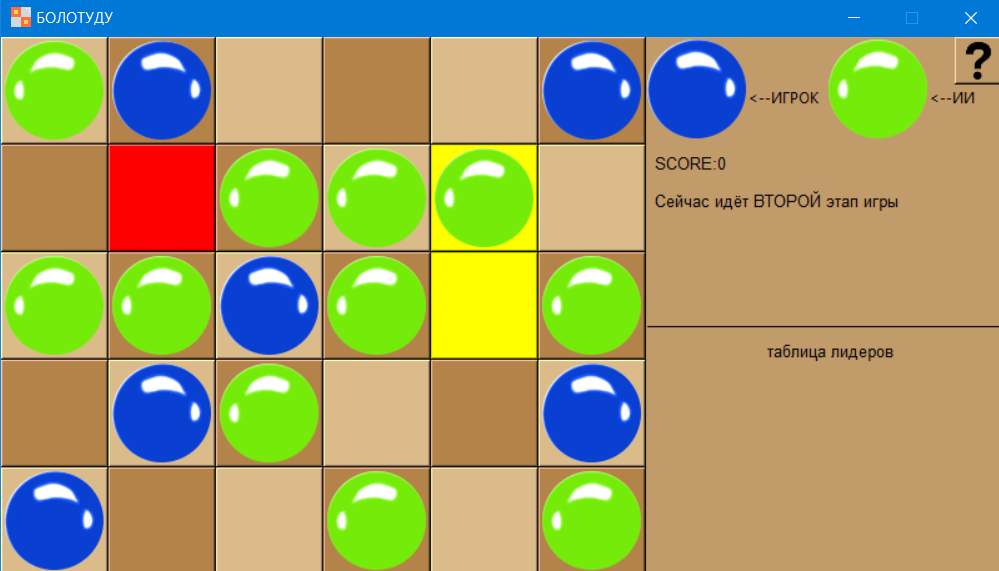 БОЛОТУДУ
?
<--ИГРОК
<--ИИ
SCORE:0
Сейчас идёт ВТОРОЙ этап игры
таблица лидеров